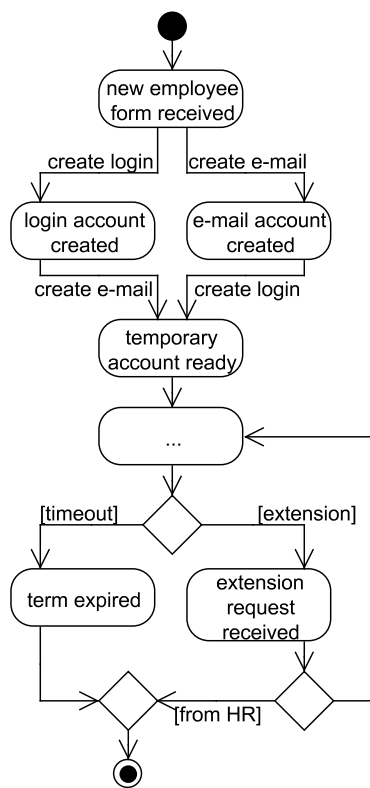 new employee
form received
create login
create e-mail
login account
created
e-mail account
created
create e-mail
create login
temporary
account ready
...
[timeout]
[extension]
term expired
extension
request
received
[from HR]